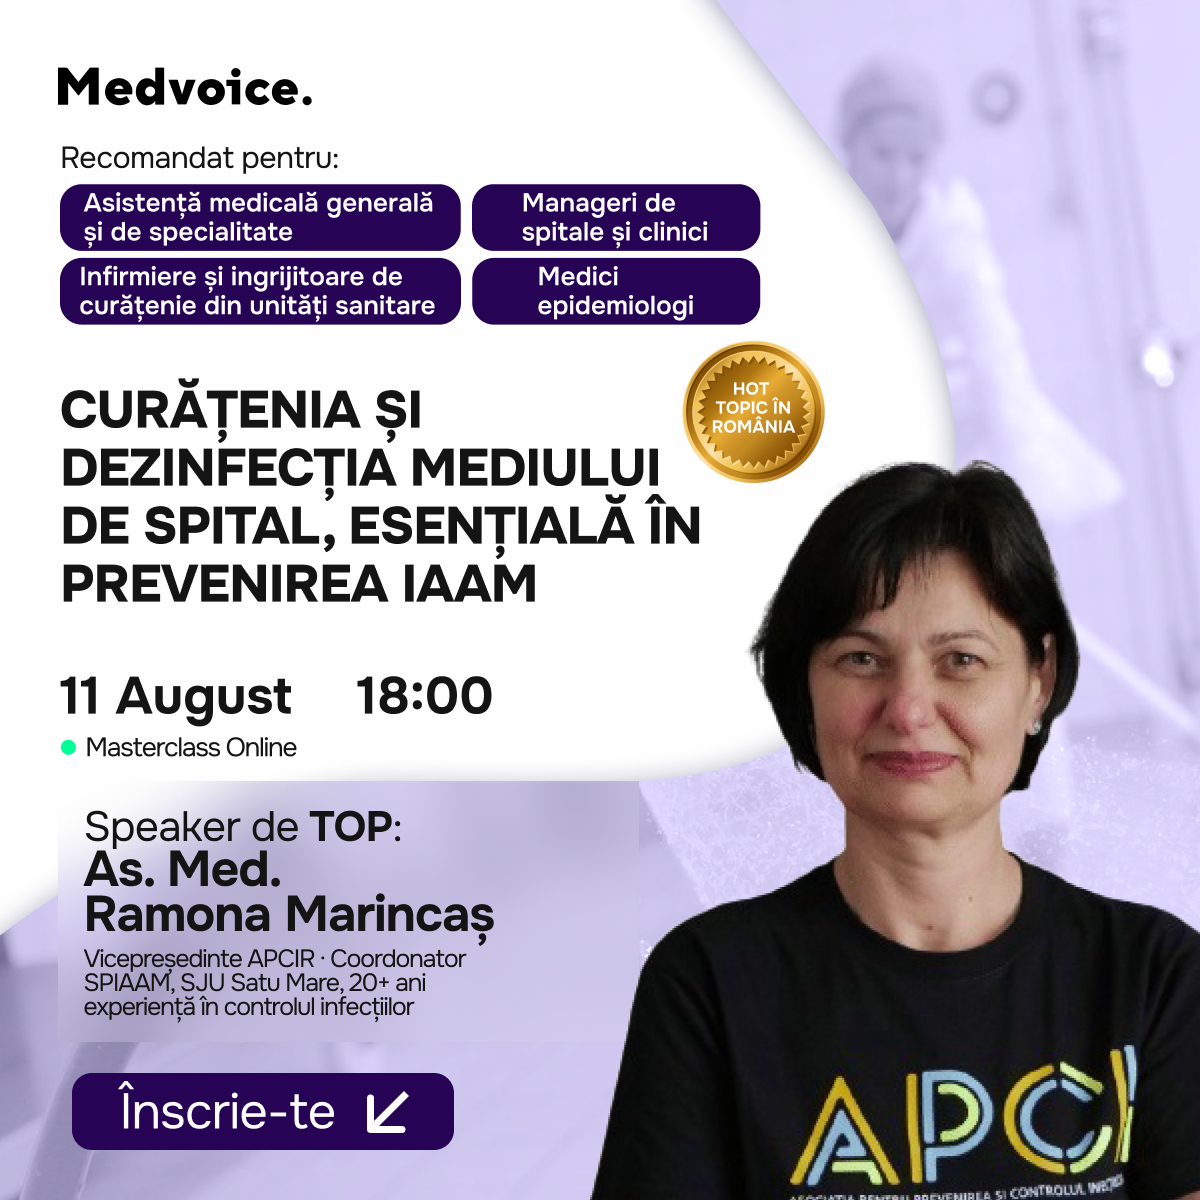 Medvoice.
Recomandat pentru:
Asistență medicală generală
și de specialitate
Manageri de
spitale și clinici
Infirmiere și ingrijitoare de
curățenie din unități sanitare
Medici
epidemiologi
HOT
TOPIC ÎN
ROMÂNIA
CURĂȚENIA ȘI
DEZINFECȚIA MEDIULUI
DE SPITAL, ESENȚIALĂ ÎN
PREVENIREA IAAM
11 August 18:00
Masterclass Online
Speaker de TOP:
As. Med.
Ramona Marincaș
Vicepreședinte APCIR · Coordonator
SPIAAM, SJU Satu Mare, 20+ ani
experiență în controlul infecțiilor
Înscrie-te
APCI
ASOCIAȚIA PENTRU PREVENIREA ȘI CONTROLUL